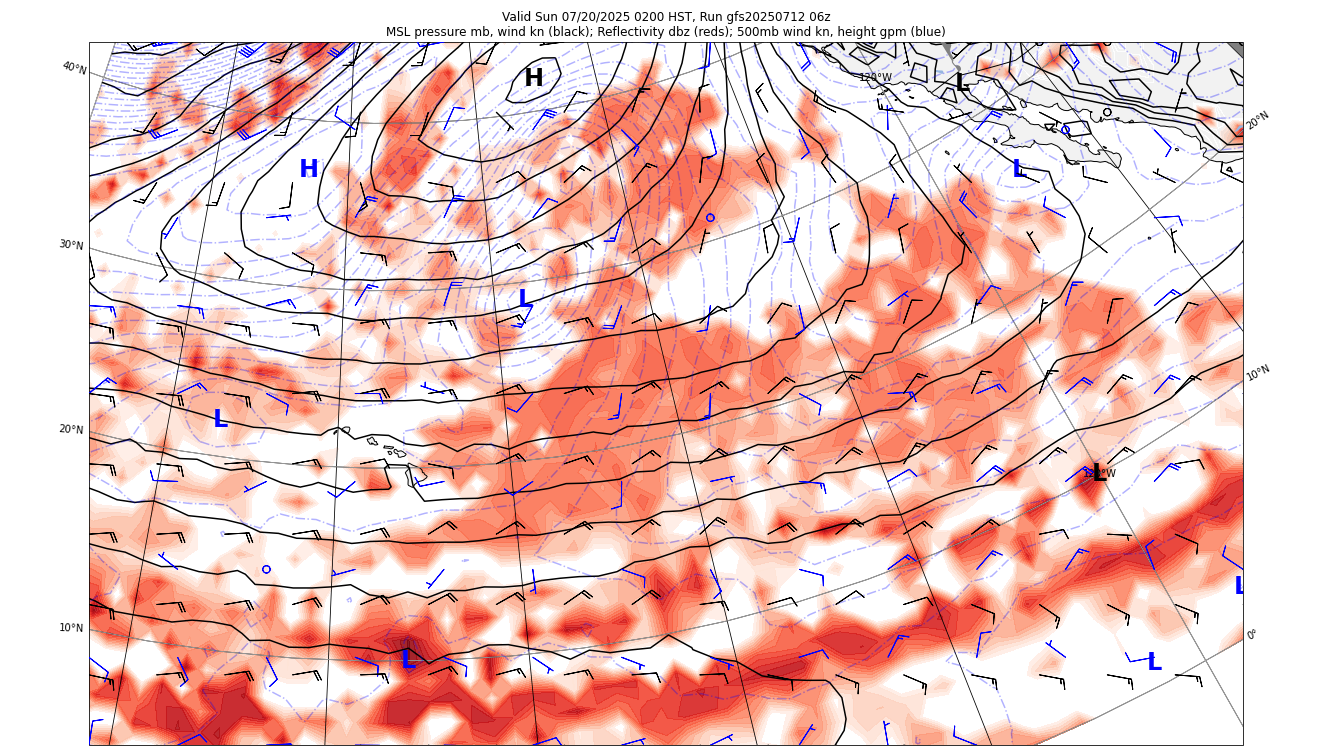 Valid Sun 07/20/2025 0200 HST, Run gfs20250712 06z
MSL pressure mb, wind kn (black); Reflectivity dbz (reds); 500mb wind kn, height gpm (blue)
40°N
H
120°W
L
20°N
H
L
30°N
L
10°N
L
20°N
L
L
10°N
0°
L
L